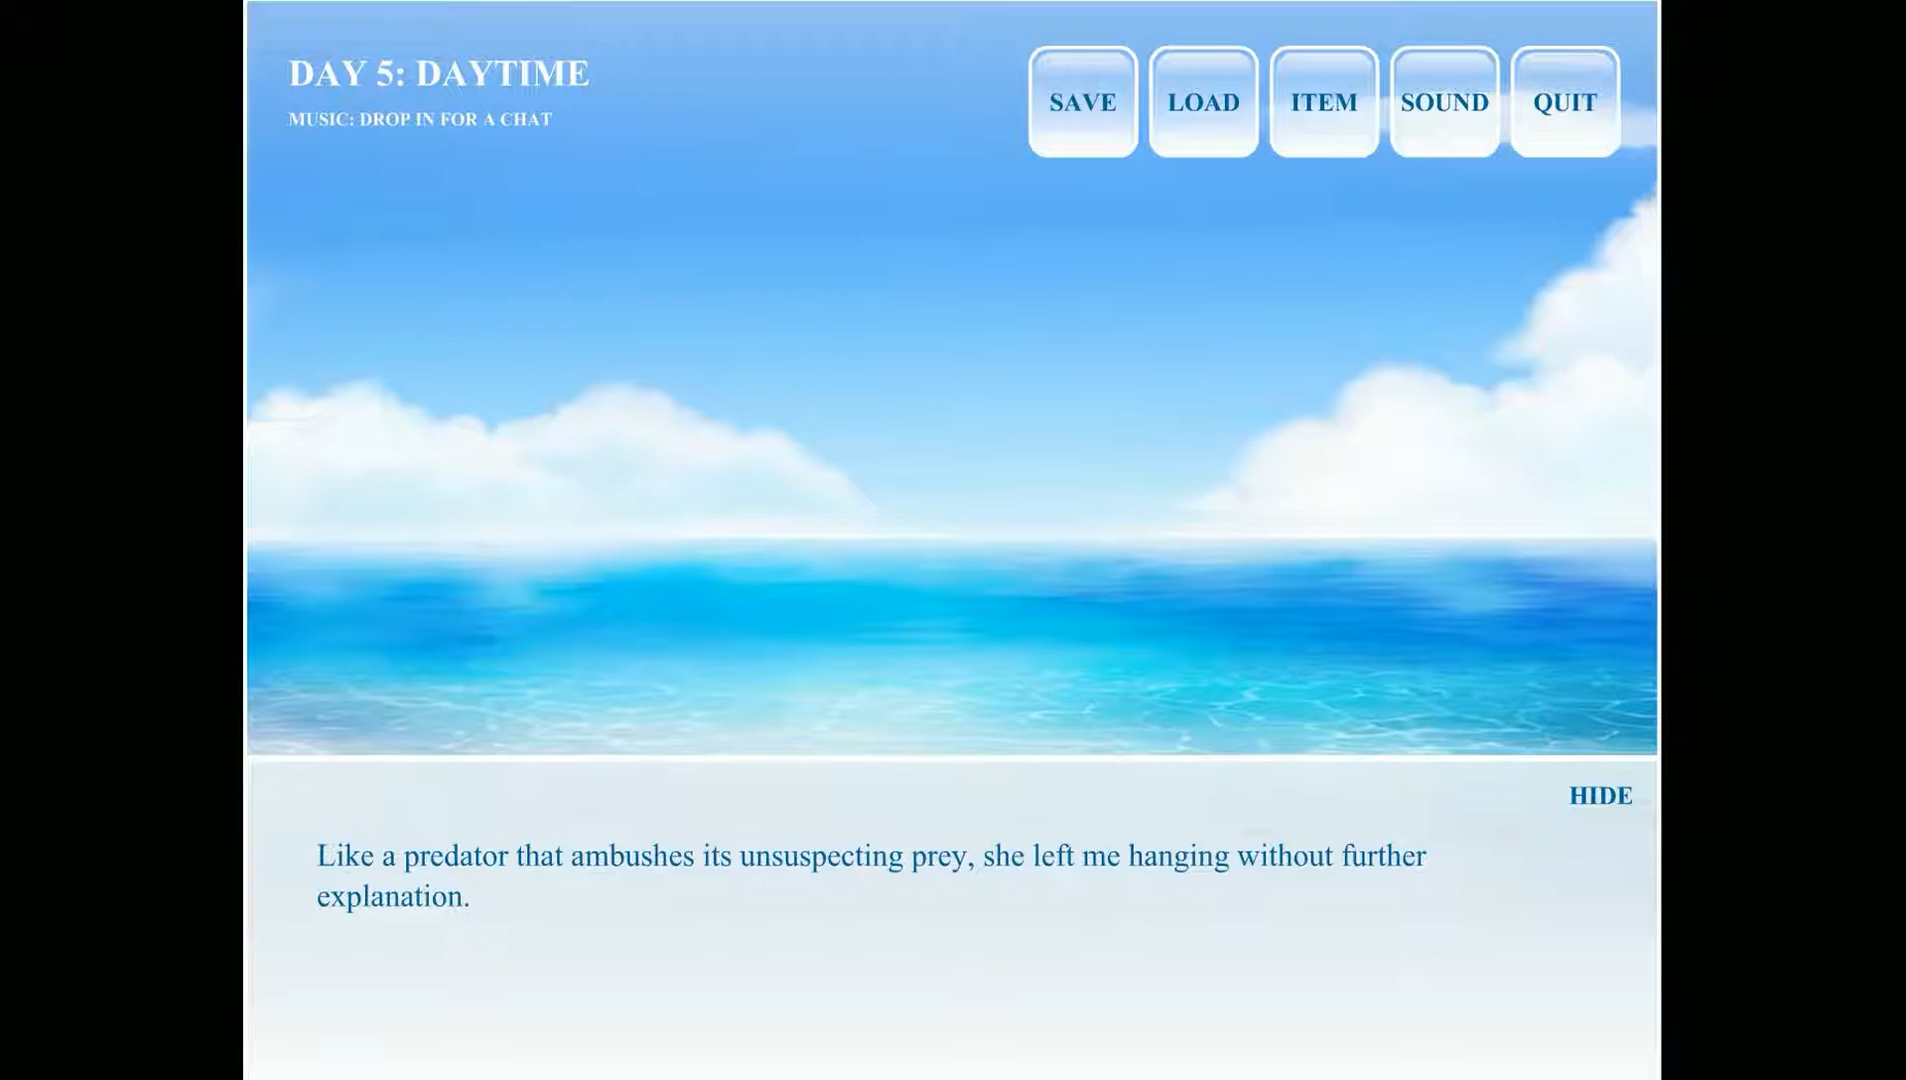 DAY 5: DAYTIME
MUSIC: DROP IN FOR A CHAT
SAVE
LOAD
ITEM
SOUND
QUIT
HIDE
Like a predator that ambushes its unsuspecting prey, she left me hanging without further
explanation.